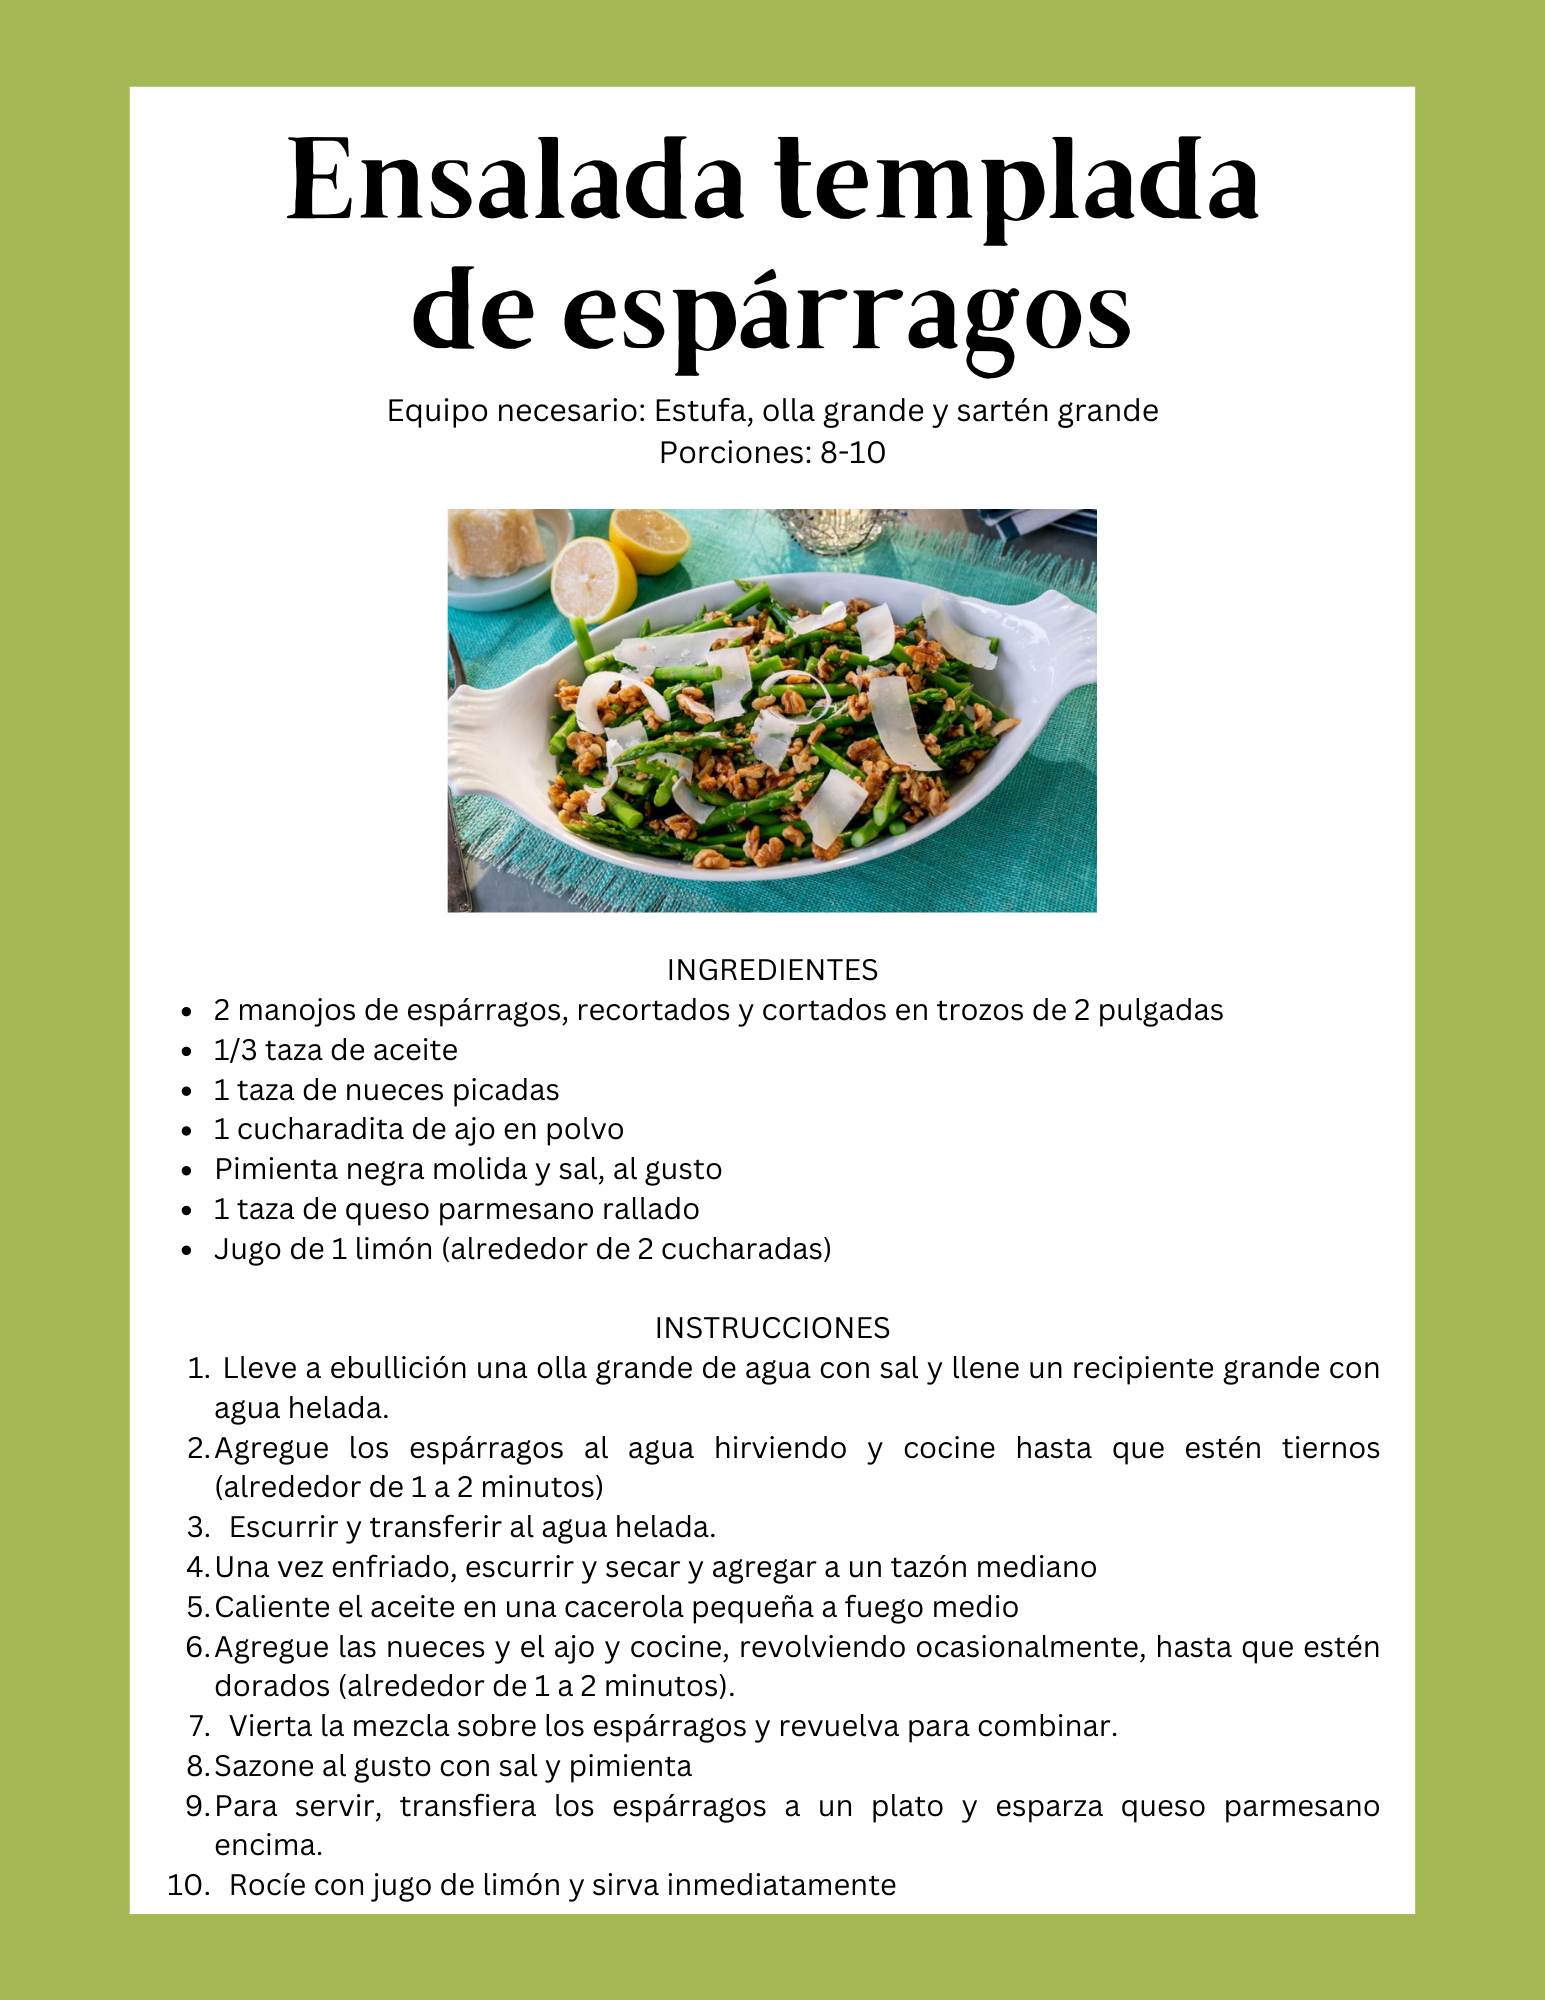 Ensalada templada
de espárragos
Equipo necesario: Estufa, olla grande y sartén grande
Porciones: 8-10
INGREDIENTES
• 2 manojos de espárragos, recortados y cortados en trozos de 2 pulgadas
• 1/3 taza de aceite
• 1 taza de nueces picadas
• 1 cucharadita de ajo en polvo
• Pimienta negra molida y sal, al gusto
• 1 taza de queso parmesano rallado
• Jugo de 1 limón (alrededor de 2 cucharadas)
INSTRUCCIONES
1. Lleve a ebullición una olla grande de agua con sal y llene un recipiente grande con
agua helada.
2. Agregue los espárragos al agua hirviendo y cocine hasta que estén tiernos
(alrededor de 1 a 2 minutos)
3. Escurrir y transferir al agua helada.
4. Una vez enfriado, escurrir y secar y agregar a un tazón mediano
5. Caliente el aceite en una cacerola pequeña a fuego medio
6. Agregue las nueces y el ajo y cocine, revolviendo ocasionalmente, hasta que estén
dorados (alrededor de 1 a 2 minutos).
7. Vierta la mezcla sobre los espárragos y revuelva para combinar.
8. Sazone al gusto con sal y pimienta
9. Para servir, transfiera los espárragos a un plato y esparza queso parmesano
encima.
10. Rocíe con jugo de limón y sirva inmediatamente